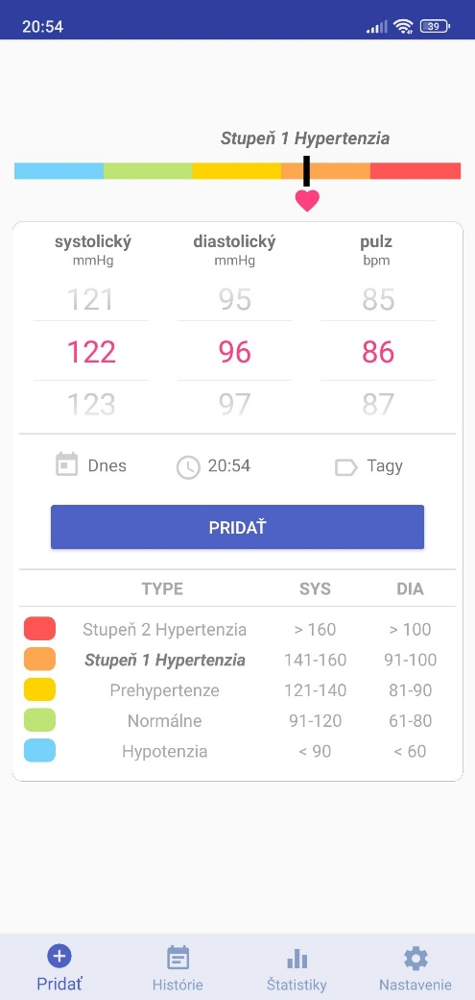 20:54
39
Stupeň 1 Hypertenzia
systolický diastolický pulz
mmHg mmHg bpm
121 95 85
122 96 86
123 97 87
Dnes 20:54 Tagy
PRIDAŤ
TYPE SYS DIA
Stupeň 2 Hypertenzia > 160 > 100
Stupeň 1 Hypertenzia 141-160 91-100
Prehypertenze 121-140 81-90
Normálne 91-120 61-80
Hypotenzia < 90 < 60
Pridať Histórie Štatistiky Nastavenie